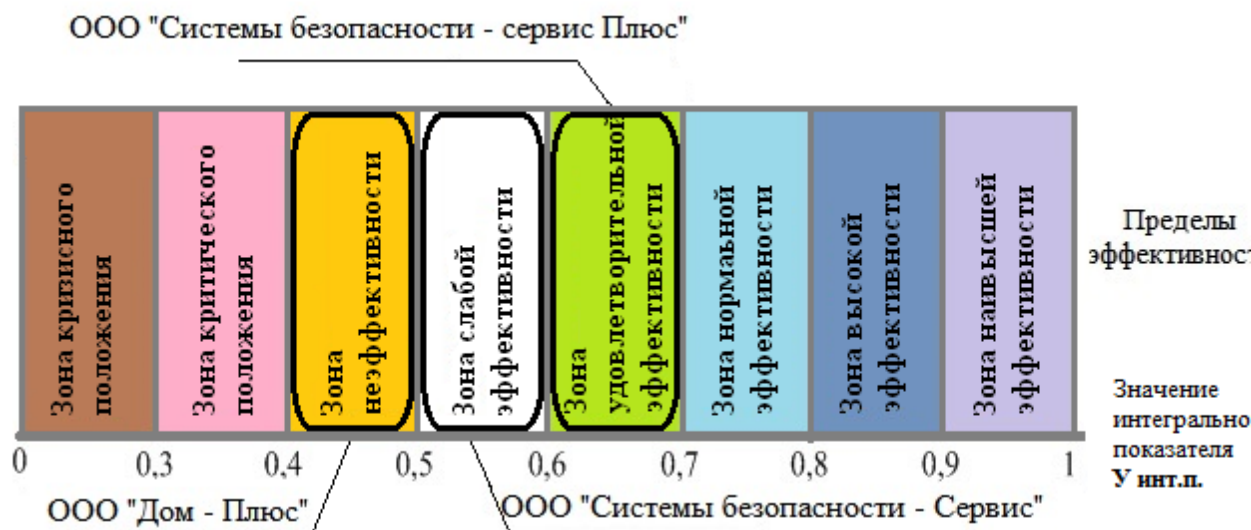 ООО "Системы безопасности - сервис Плюс"
Зона кризисного
положения
Зона критического
положения
Зона
неэффективности
Зона слабой
эффективности
Зона
удовлетворительной
эффективности
Зона нормаьной
эффективности
Зона высокой
эффективности
Зона наивысшей
эффективности
Пределы
эффективност
Значение
интегрально
показателя
У инт.п.
0 0,3 0,4 0,5 0,6 0,7 0,8 0,9 1
ООО "Дом - Плюс"
ООО "Системы безопасности - Сервис"